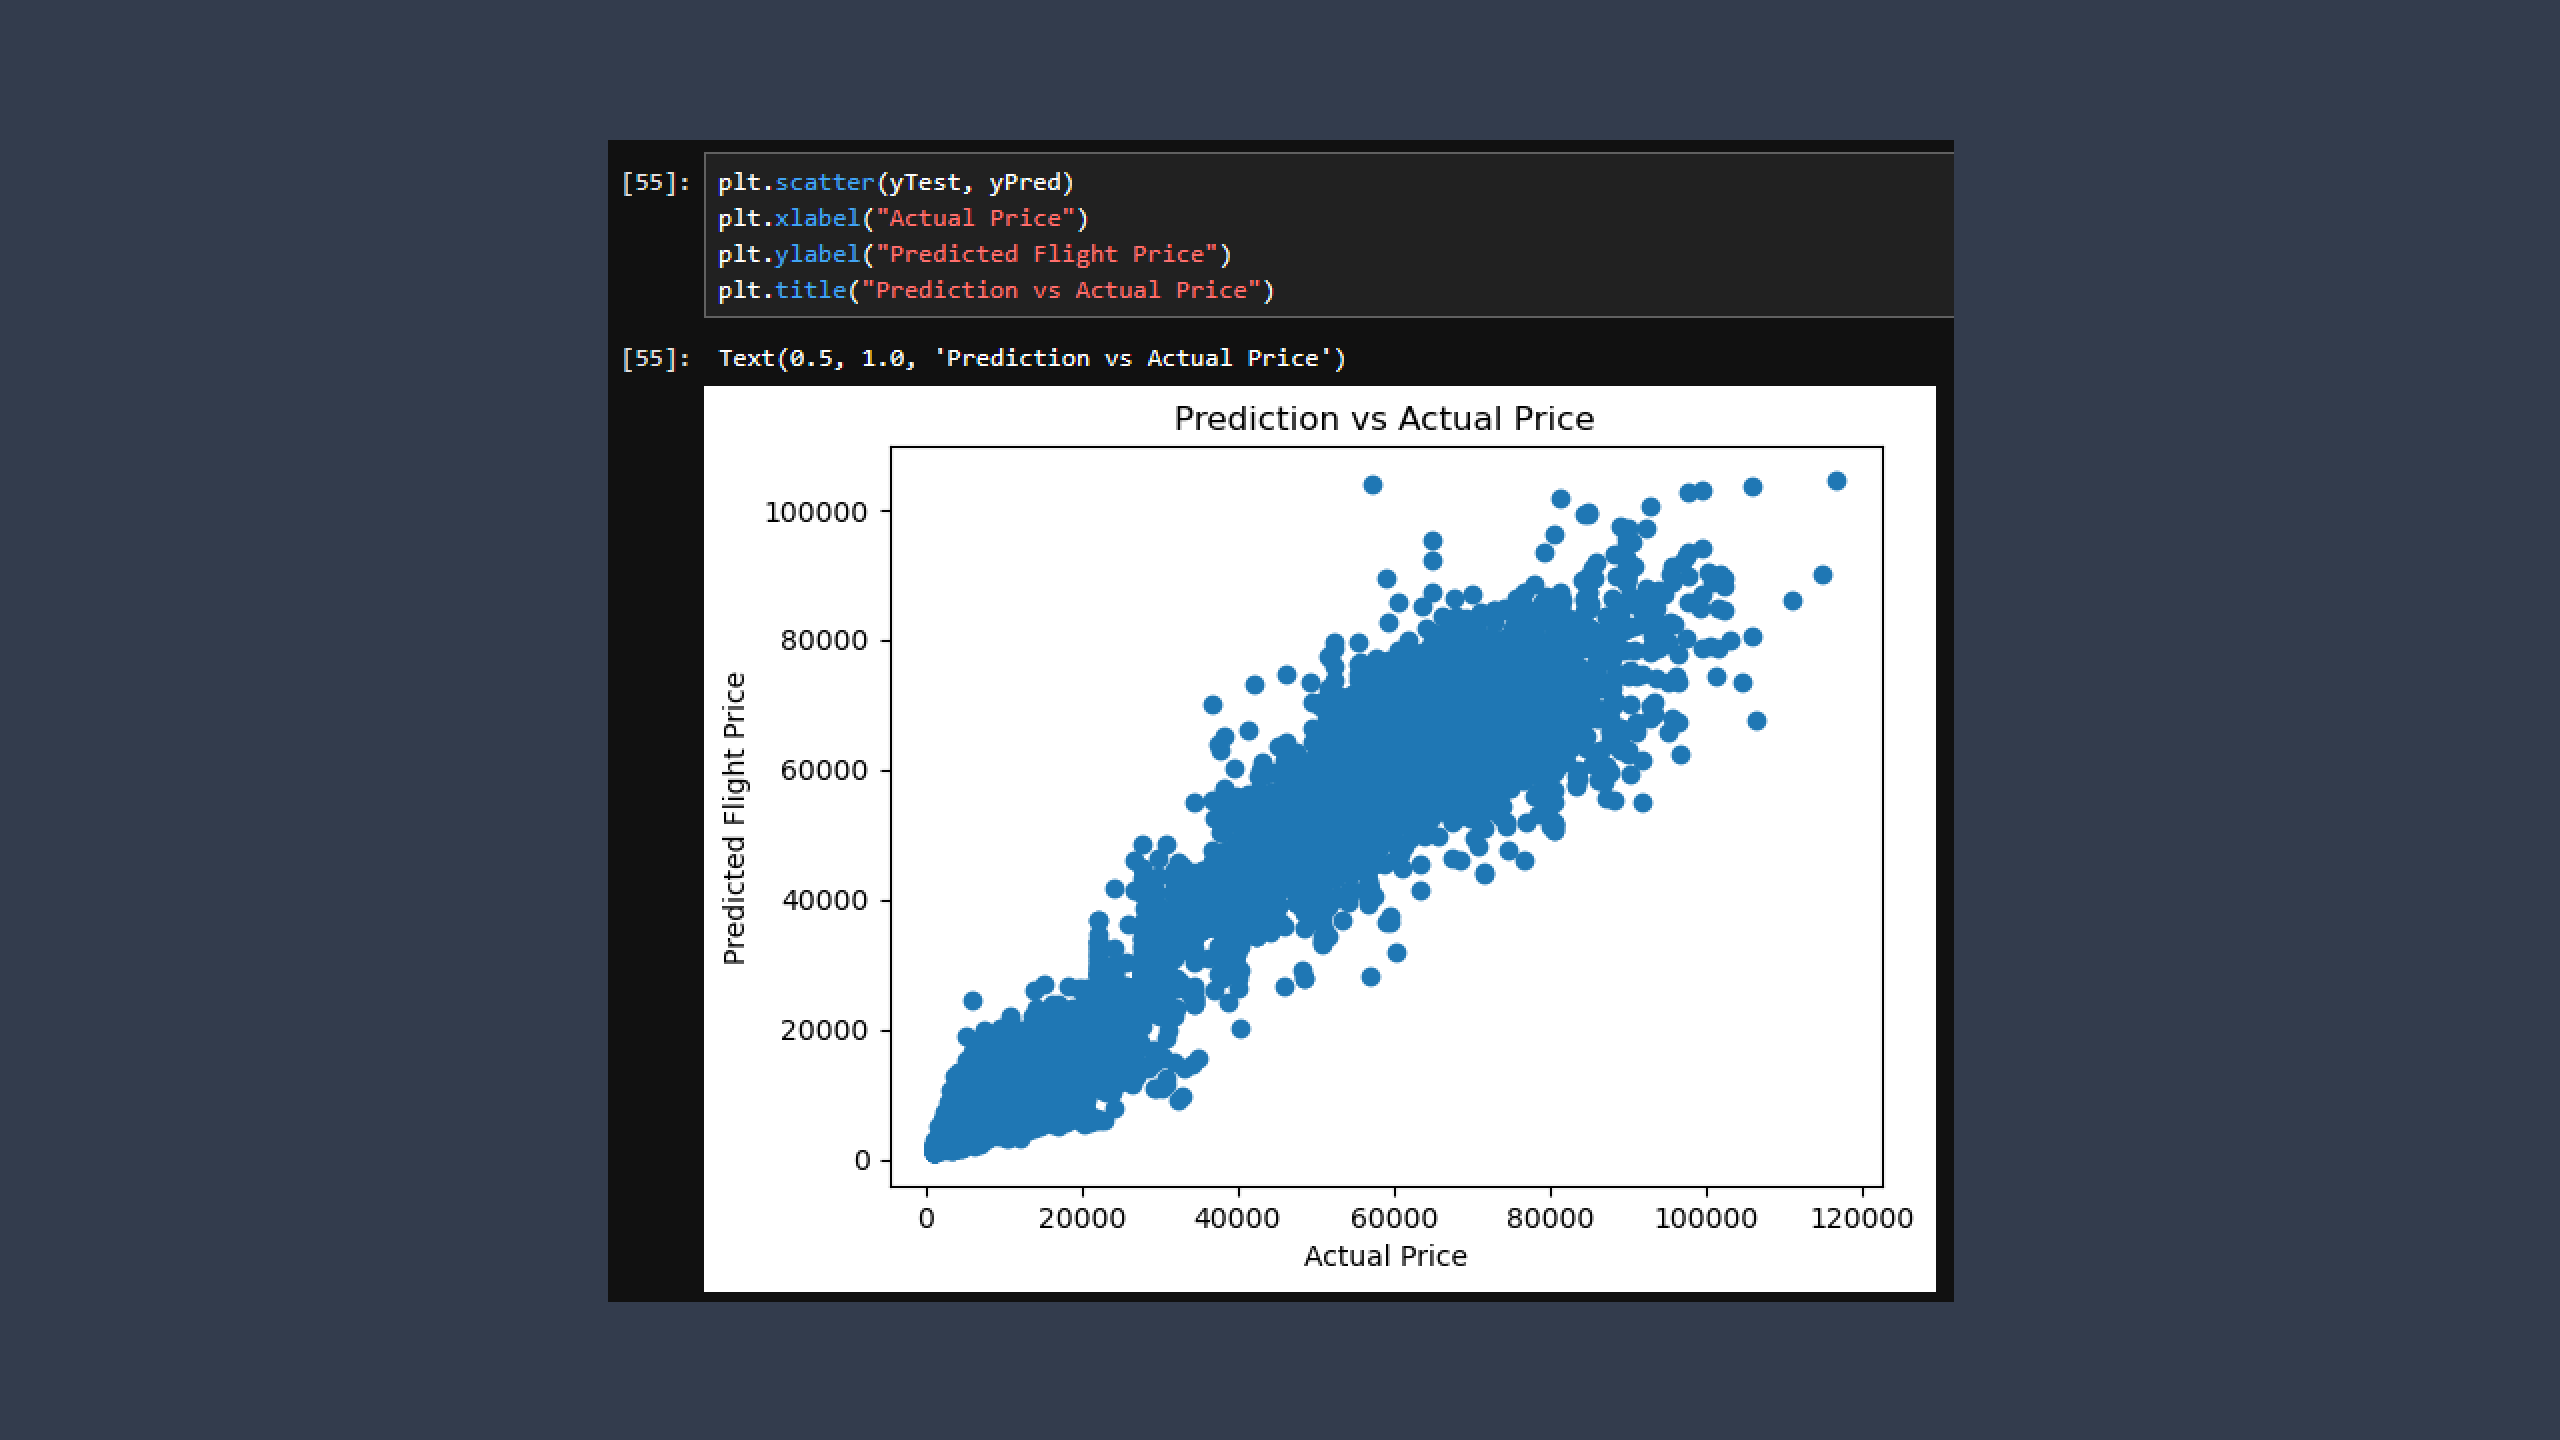 [55]: plt.scatter(yTest, yPred)
plt.xlabel("Actual Price")
plt.ylabel("Predicted Flight Price")
plt.title("Prediction vs Actual Price")
[55]: Text(0.5, 1.0, 'Prediction vs Actual Price')
Prediction vs Actual Price
Predicted Flight Price
100000
80000
60000
40000
20000
0
0 20000 40000 60000 80000 100000 120000
Actual Price